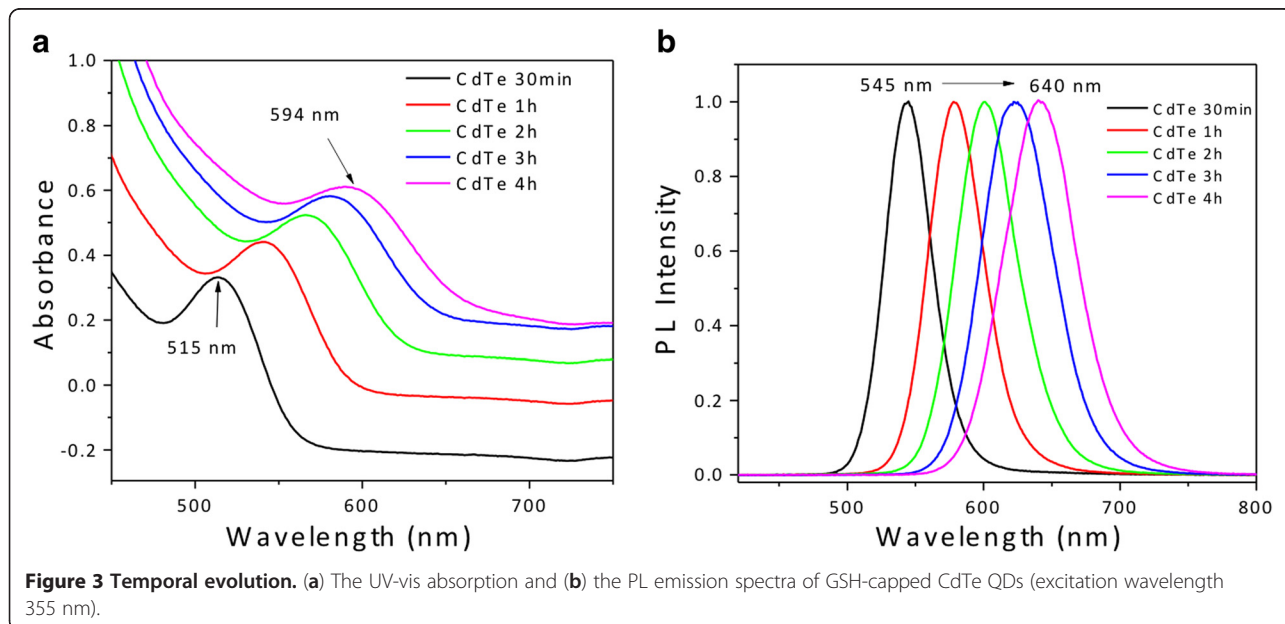 a
1.0
0.8
0.6
0.4
0.2
0.0
-0.2
Absorbance
CdTe 30min
CdTe 1h
CdTe 2h
CdTe 3h
CdTe 4h
594 nm
515 nm
500
600
700
Wavelength (nm)
b
545 nm
640 nm
1.0
0.8
0.6
0.4
0.2
0.0
PL Intensity
CdTe 30min
CdTe 1h
CdTe 2h
CdTe 3h
CdTe 4h
500
600
700
800
Wavelength (nm)
Figure 3 Temporal evolution. (a) The UV-vis absorption and (b) the PL emission spectra of GSH-capped CdTe QDs (excitation wavelength
355 nm).